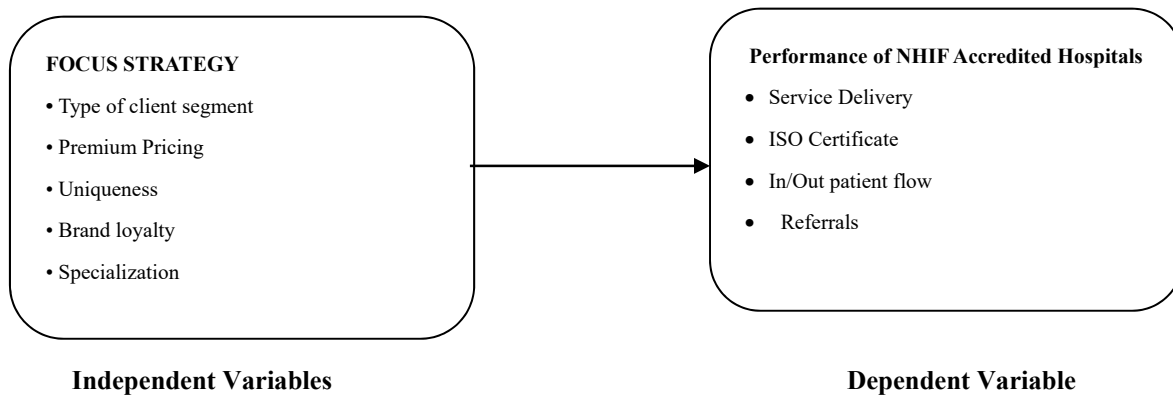 FOCUS STRATEGY
• Type of client segment
• Premium Pricing
• Uniqueness
• Brand loyalty
• Specialization
Performance of NHIF Accredited Hospitals
• Service Delivery
• ISO Certificate
• In/Out patient flow
• Referrals
Independent Variables
Dependent Variable